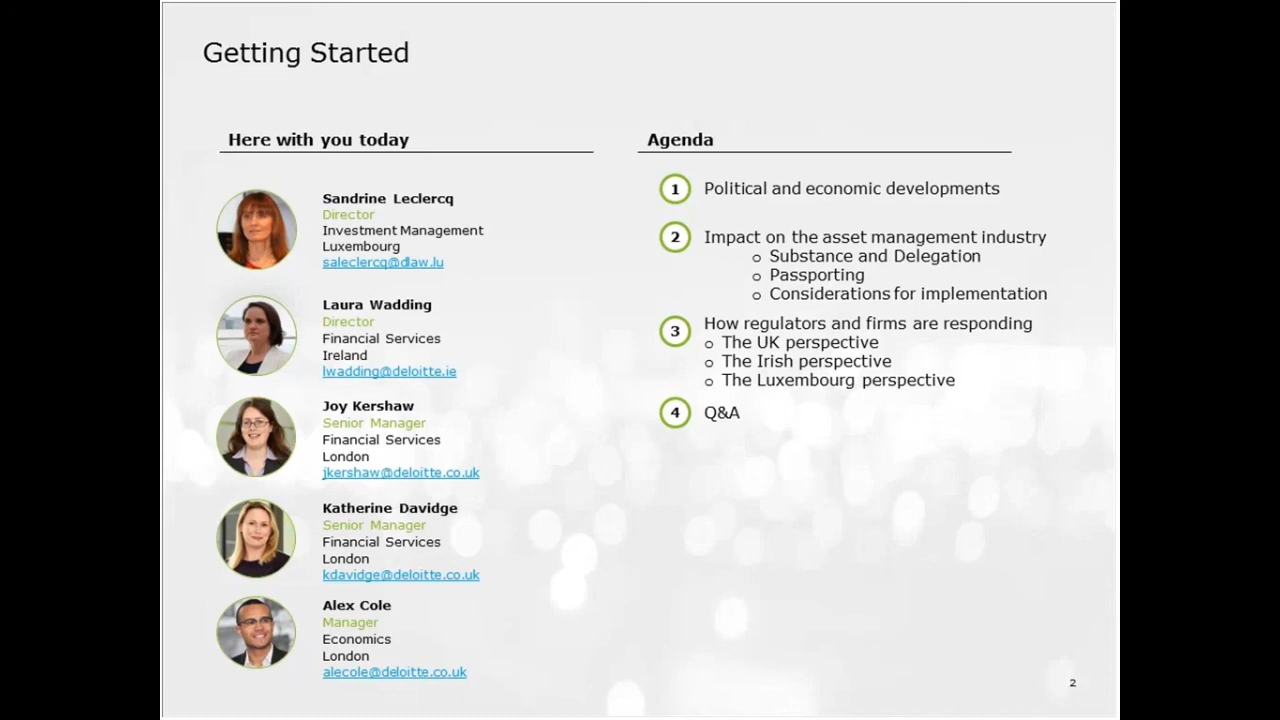 Getting Started
Here with you today
Sandrine Leclercq
Director
Investment Management
Luxembourg
saleclercq@dlaw.lu
Laura Wadding
Director
Financial Services
Ireland
lwadding@deloitte.ie
Joy Kershaw
Senior Manager
Financial Services
London
jkershaw@deloitte.co.uk
Katherine Davidge
Senior Manager
Financial Services
London
kdavidge@deloitte.co.uk
Alex Cole
Manager
Economics
London
alecole@deloitte.co.uk
Agenda
1 Political and economic developments
2 Impact on the asset management industry
o Substance and Delegation
o Passporting
o Considerations for implementation
3 How regulators and firms are responding
o The UK perspective
o The Irish perspective
o The Luxembourg perspective
4 Q&A
2